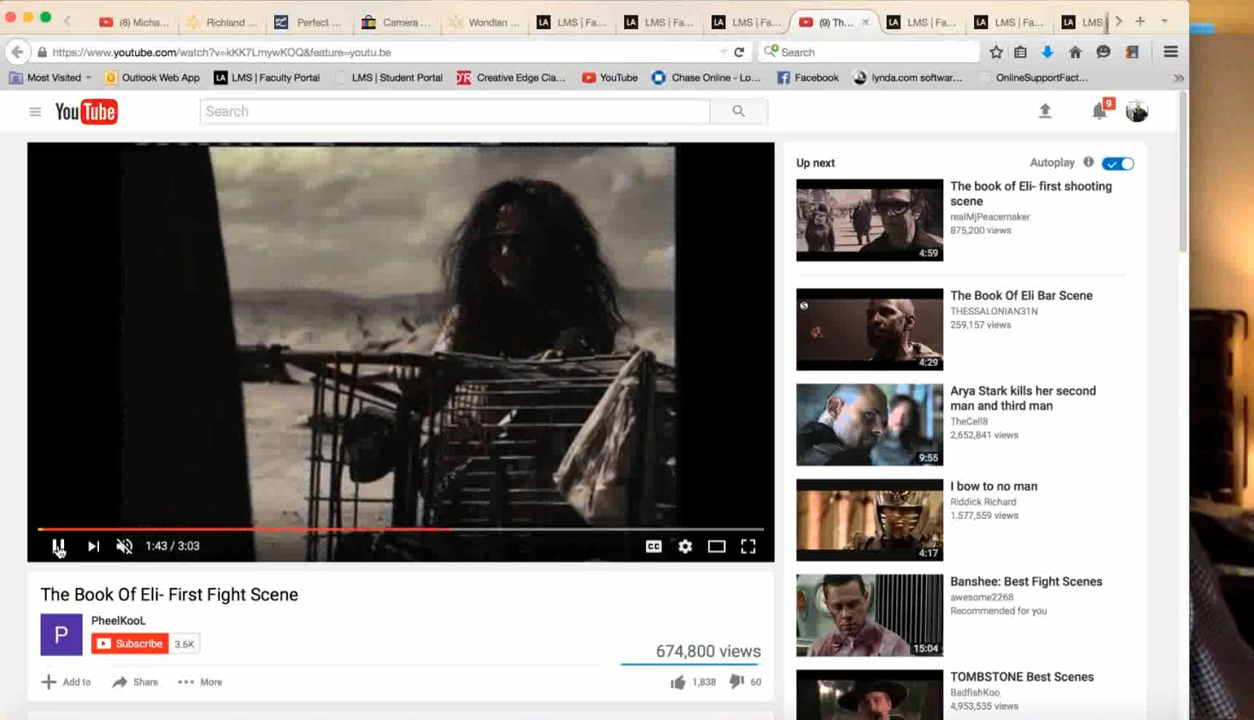 (6) Micha...
Richland ...
Perfect ...
Camera ...
Wondian ...
LMS | Fa...
LMS | Fa...
LMS | Fa...
(9) Th...
LMS | Fa...
LMS | Fa...
LMS
https://www.youtube.com/watch?v=kKK7LmywKOQ&feature=youtu.be
Search
Most Visited
Outlook Web App
LMS | Faculty Portal
LMS | Student Portal
Creative Edge Cla...
YouTube
Chase Online - Lo...
Facebook
lynda.com softwar...
OnlineSupportFact...
YouTube
Search
9
Up next
Autoplay
The book of Eli- first shooting
scene
realMjPeacemaker
875,200 views
4:59
The Book Of Eli Bar Scene
THESSALONIAN31N
259,157 views
4:29
Arya Stark kills her second
man and third man
TheCell8
2,652,841 views
9:55
I bow to no man
Riddick Richard
1,577,559 views
4:17
Banshee: Best Fight Scenes
awesome2268
Recommended for you
15:04
TOMBSTONE Best Scenes
BadfishKoo
4,953,535 views
1:43 / 3:03
CC
The Book Of Eli- First Fight Scene
P
PheelKooL
Subscribe 3.6K
674,800 views
Add to
Share
More
1,838
60